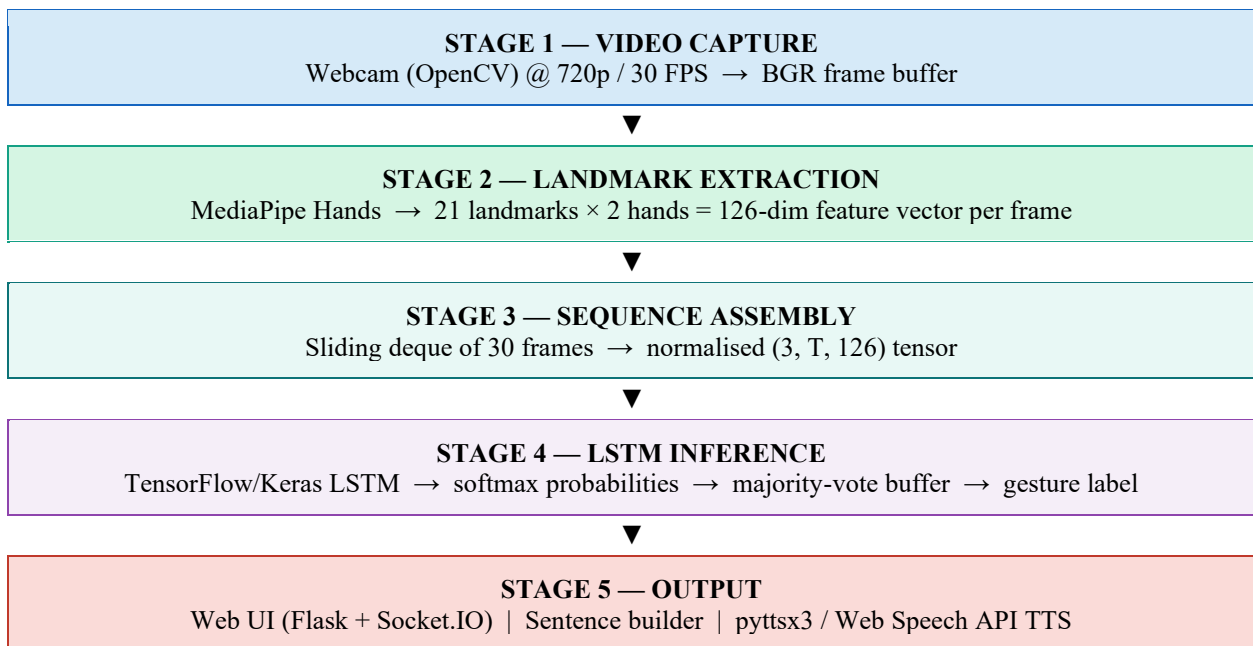 STAGE 1 — VIDEO CAPTURE
Webcam (OpenCV) @ 720p / 30 FPS → BGR frame buffer
▼
STAGE 2 — LANDMARK EXTRACTION
MediaPipe Hands → 21 landmarks × 2 hands = 126-dim feature vector per frame
▼
STAGE 3 — SEQUENCE ASSEMBLY
Sliding deque of 30 frames → normalised (3, T, 126) tensor
▼
STAGE 4 — LSTM INFERENCE
TensorFlow/Keras LSTM → softmax probabilities → majority-vote buffer → gesture label
▼
STAGE 5 — OUTPUT
Web UI (Flask + Socket.IO) | Sentence builder | pyttsx3 / Web Speech API TTS